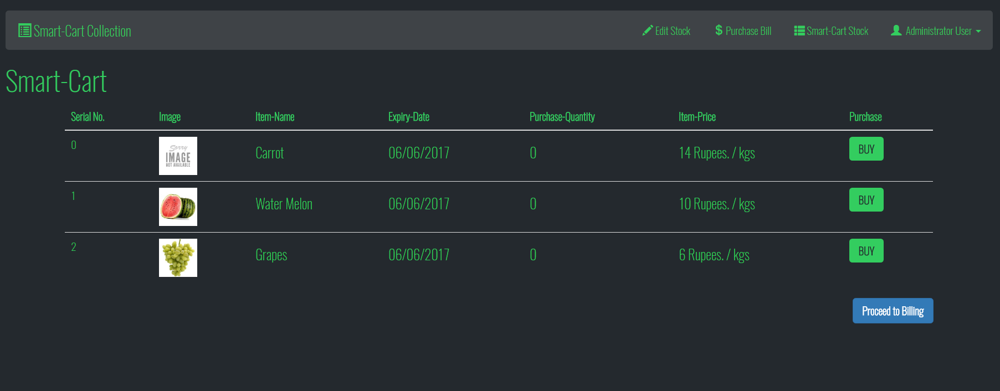 Smart-Cart Collection Edit Stock $ Purchase Bill Smart-Cart Stock Administrator User
Smart-Cart
Serial No. Image Item-Name Expiry-Date Purchase-Quantity Item-Price Purchase
0 Sorry IMAGE NOT AVAILABLE Carrot 06/06/2017 0 14 Rupees. / kgs BUY
1 Water Melon 06/06/2017 0 10 Rupees. / kgs BUY
2 Grapes 06/06/2017 0 6 Rupees. / kgs BUY
Proceed to Billing